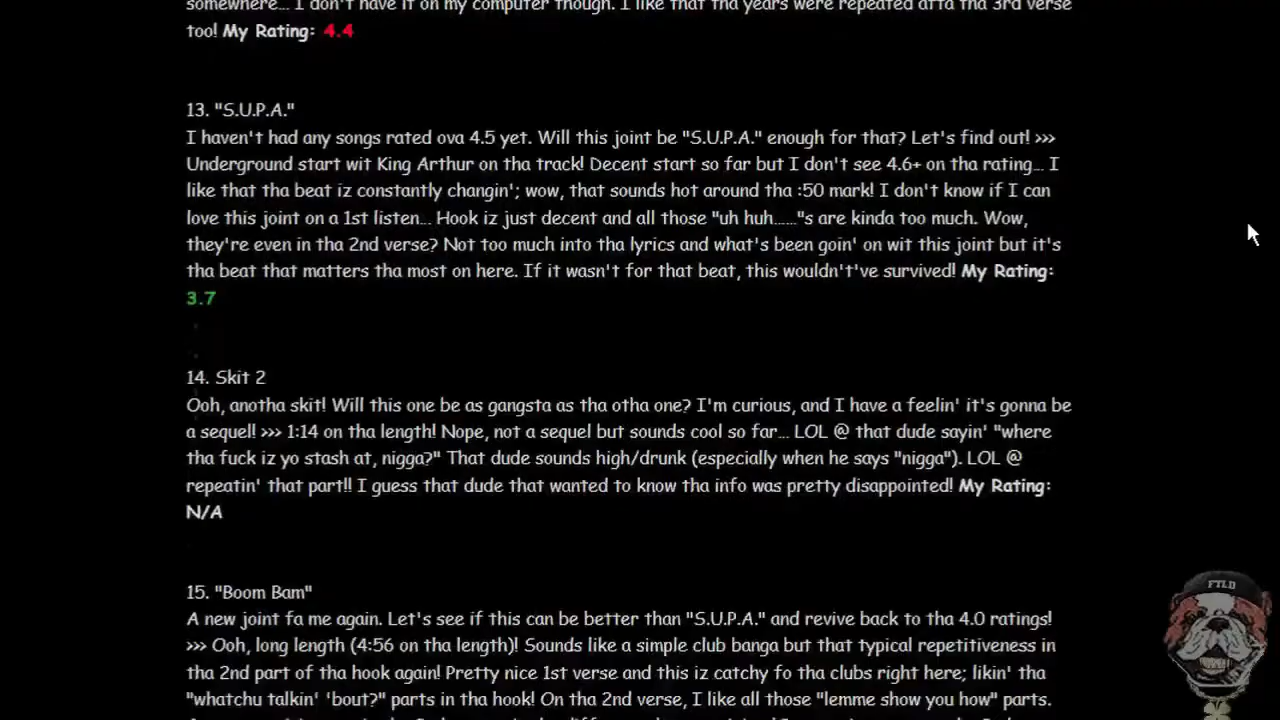 somewhere... I don't have it on my computer though. I like that tha years were repeated afta tha 3rd verse
too! My Rating: 4.4
13. "S.U.P.A."
I haven't had any songs rated ova 4.5 yet. Will this joint be "S.U.P.A." enough for that? Let's find out! >>>
Underground start wit King Arthur on tha track! Decent start so far but I don't see 4.6+ on tha rating... I
like that tha beat iz constantly changin'; wow, that sounds hot around tha :50 mark! I don't know if I can
love this joint on a 1st listen... Hook iz just decent and all those "uh huh......"s are kinda too much. Wow,
they're even in tha 2nd verse? Not too much into tha lyrics and what's been goin' on wit this joint but it's
tha beat that matters tha most on here. If it wasn't for that beat, this wouldn't've survived! My Rating:
3.7
14. Skit 2
Ooh, anotha skit! Will this one be as gangsta as tha otha one? I'm curious, and I have a feelin' it's gonna be
a sequel! >>> 1:14 on tha length! Nope, not a sequel but sounds cool so far... LOL @ that dude sayin' "where
tha fuck iz yo stash at, nigga?" That dude sounds high/drunk (especially when he says "nigga"). LOL @
repeatin' that part!! I guess that dude that wanted to know tha info was pretty disappointed! My Rating:
N/A
15. "Boom Bam"
A new joint fa me again. Let's see if this can be better than "S.U.P.A." and revive back to tha 4.0 ratings!
>>> Ooh, long length (4:56 on tha length)! Sounds like a simple club banga but that typical repetitiveness in
tha 2nd part of tha hook again! Pretty nice 1st verse and this iz catchy fo tha clubs right here; likin' tha
"whatchu talkin' 'bout?" parts in tha hook! On tha 2nd verse, I like all those "lemme show you how" parts.
FTLD